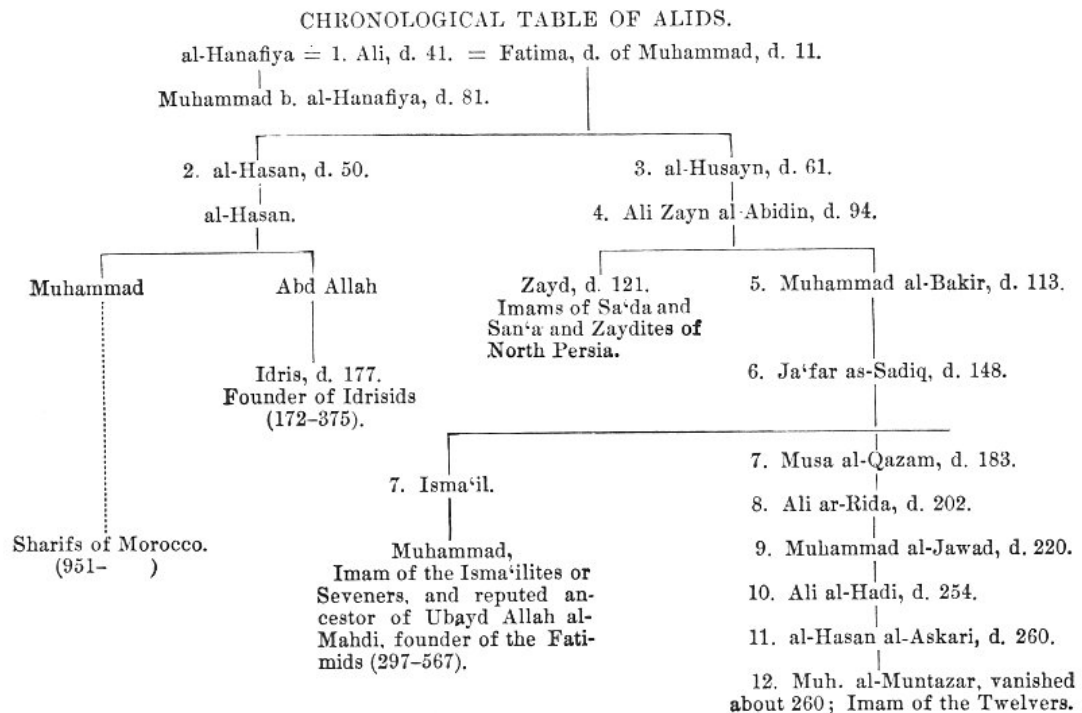 CHRONOLOGICAL TABLE OF ALIDS.
al-Hanafiya = 1. Ali, d. 41. = Fatima, d. of Muhammad, d. 11.
Muhammad b. al-Hanafiya, d. 81.
2. al-Hasan, d. 50.
3. al-Husayn, d. 61.
al-Hasan.
4. Ali Zayn al-Abidin, d. 94.
Muhammad
Abd Allah
Zayd, d. 121.
Imams of Sa‘da and
San‘a and Zaydites of
North Persia.
5. Muhammad al-Bakir, d. 113.
Idris, d. 177.
Founder of Idrisids
(172–375).
6. Ja‘far as-Sadiq, d. 148.
7. Isma‘il.
7. Musa al-Qazam, d. 183.
8. Ali ar-Rida, d. 202.
Sharifs of Morocco.
(951–    )
Muhammad,
Imam of the Isma‘ilites or
Seveners, and reputed an-
cestor of Ubayd Allah al-
Mahdi, founder of the Fati-
mids (297–567).
9. Muhammad al-Jawad, d. 220.
10. Ali al-Hadi, d. 254.
11. al-Hasan al-Askari, d. 260.
12. Muh. al-Muntazar, vanished
about 260; Imam of the Twelvers.